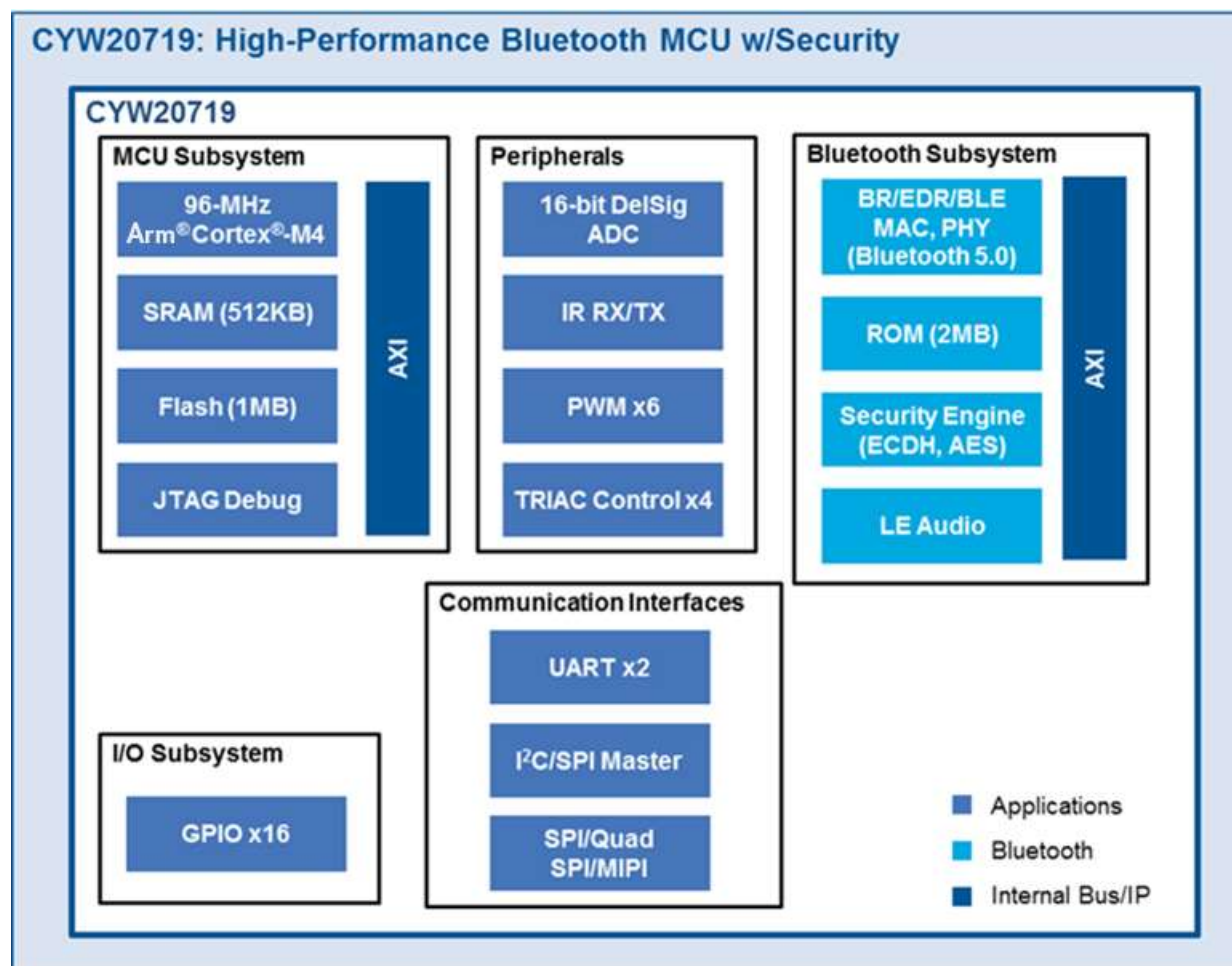 CYW20719: High-Performance Bluetooth MCU w/Security
CYW20719
MCU Subsystem
96-MHz
Arm®Cortex®-M4
SRAM (512KB)
Flash (1MB)
JTAG Debug
AXI
Peripherals
16-bit DelSig
ADC
IR RX/TX
PWM x6
TRIAC Control x4
Bluetooth Subsystem
BR/EDR/BLE
MAC, PHY
(Bluetooth 5.0)
ROM (2MB)
Security Engine
(ECDH, AES)
LE Audio
AXI
Communication Interfaces
UART x2
I²C/SPI Master
SPI/Quad
SPI/MIPI
I/O Subsystem
GPIO x16
Applications
Bluetooth
Internal Bus/IP